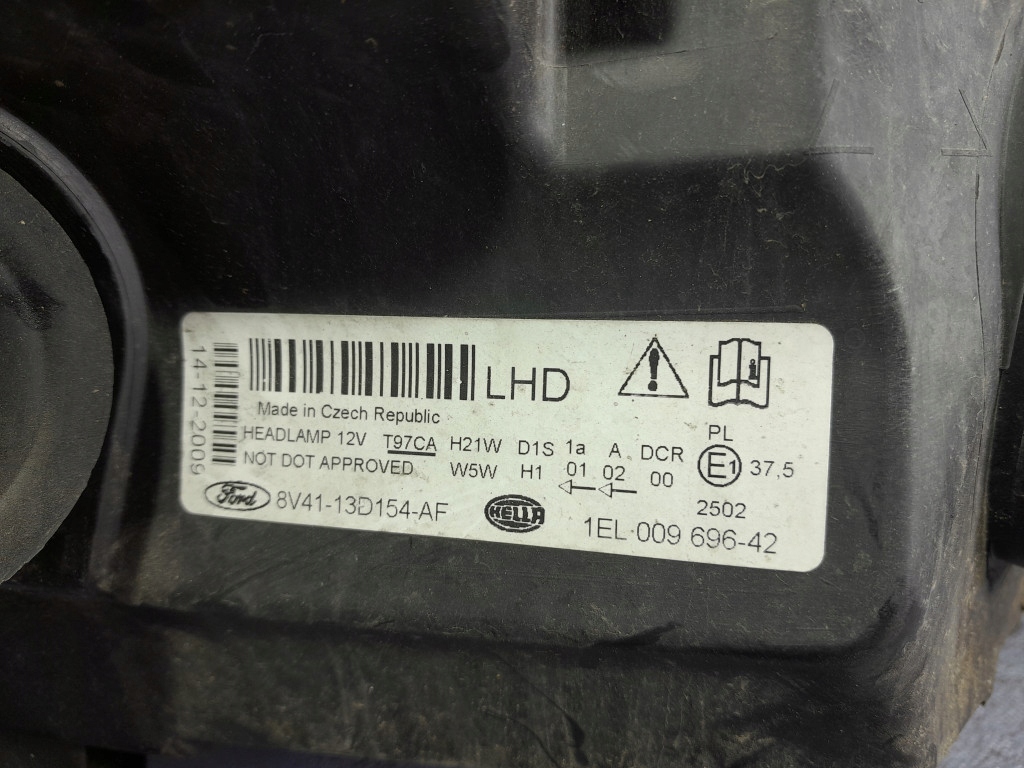 14-12-2009
LHD
Made in Czech Republic
HEADLAMP 12V T97CA H21W D1S 1a A DCR PL
NOT DOT APPROVED W5W H1 01 02 00 E1 37,5
Ford 8V41-13D154-AF HELLA 2502
1EL 009 696-42